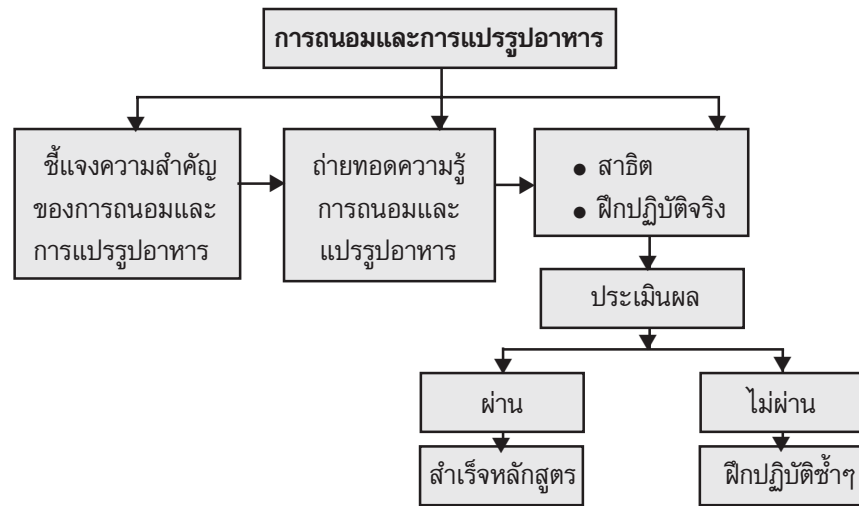 การถนอมและการแปรรูปอาหาร
ชี้แจงความสำคัญ
ของการถนอมและ
การแปรรูปอาหาร
ถ่ายทอดความรู้
การถนอมและ
แปรรูปอาหาร
● สาธิต
● ฝึกปฏิบัติจริง
ประเมินผล
ผ่าน
ไม่ผ่าน
สำเร็จหลักสูตร
ฝึกปฏิบัติซ้ำๆ